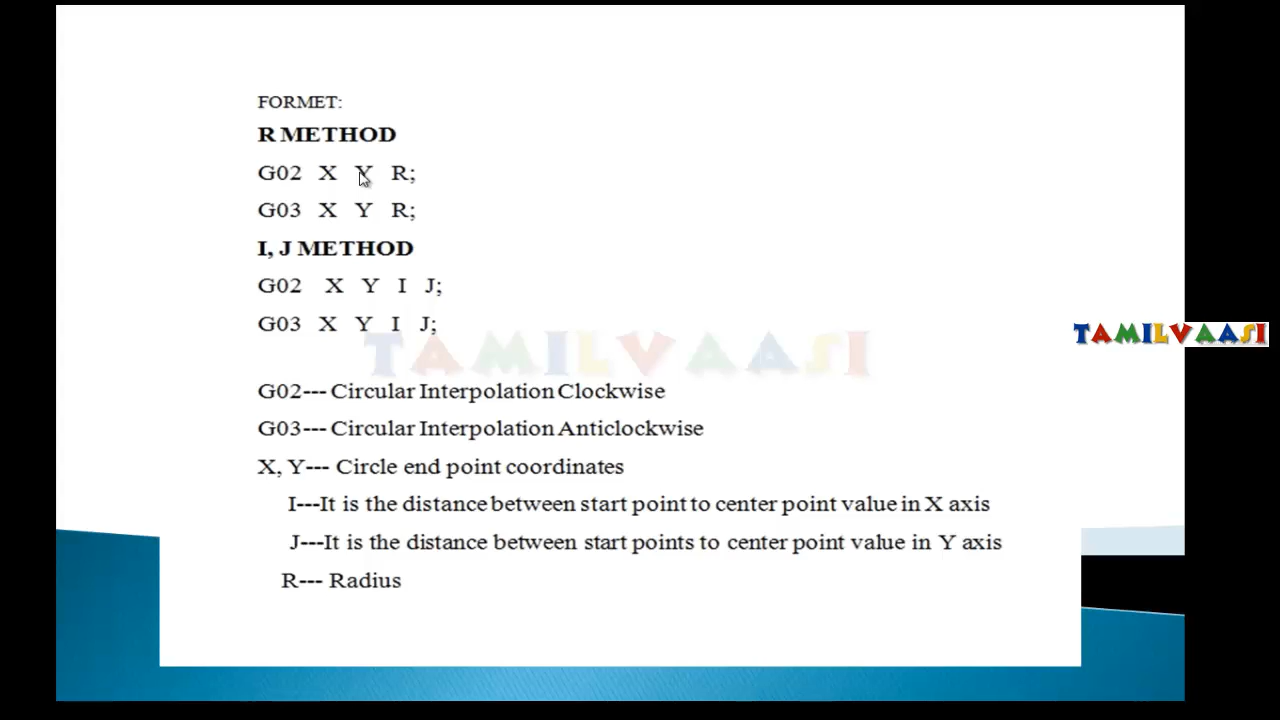 FORMET:
R METHOD
G02 X Y R;
G03 X Y R;
I, J METHOD
G02 X Y I J;
G03 X Y I J;
TAMILVAASI
TAMILVAASI
G02--- Circular Interpolation Clockwise
G03--- Circular Interpolation Anticlockwise
X, Y--- Circle end point coordinates
I---It is the distance between start point to center point value in X axis
J---It is the distance between start points to center point value in Y axis
R--- Radius